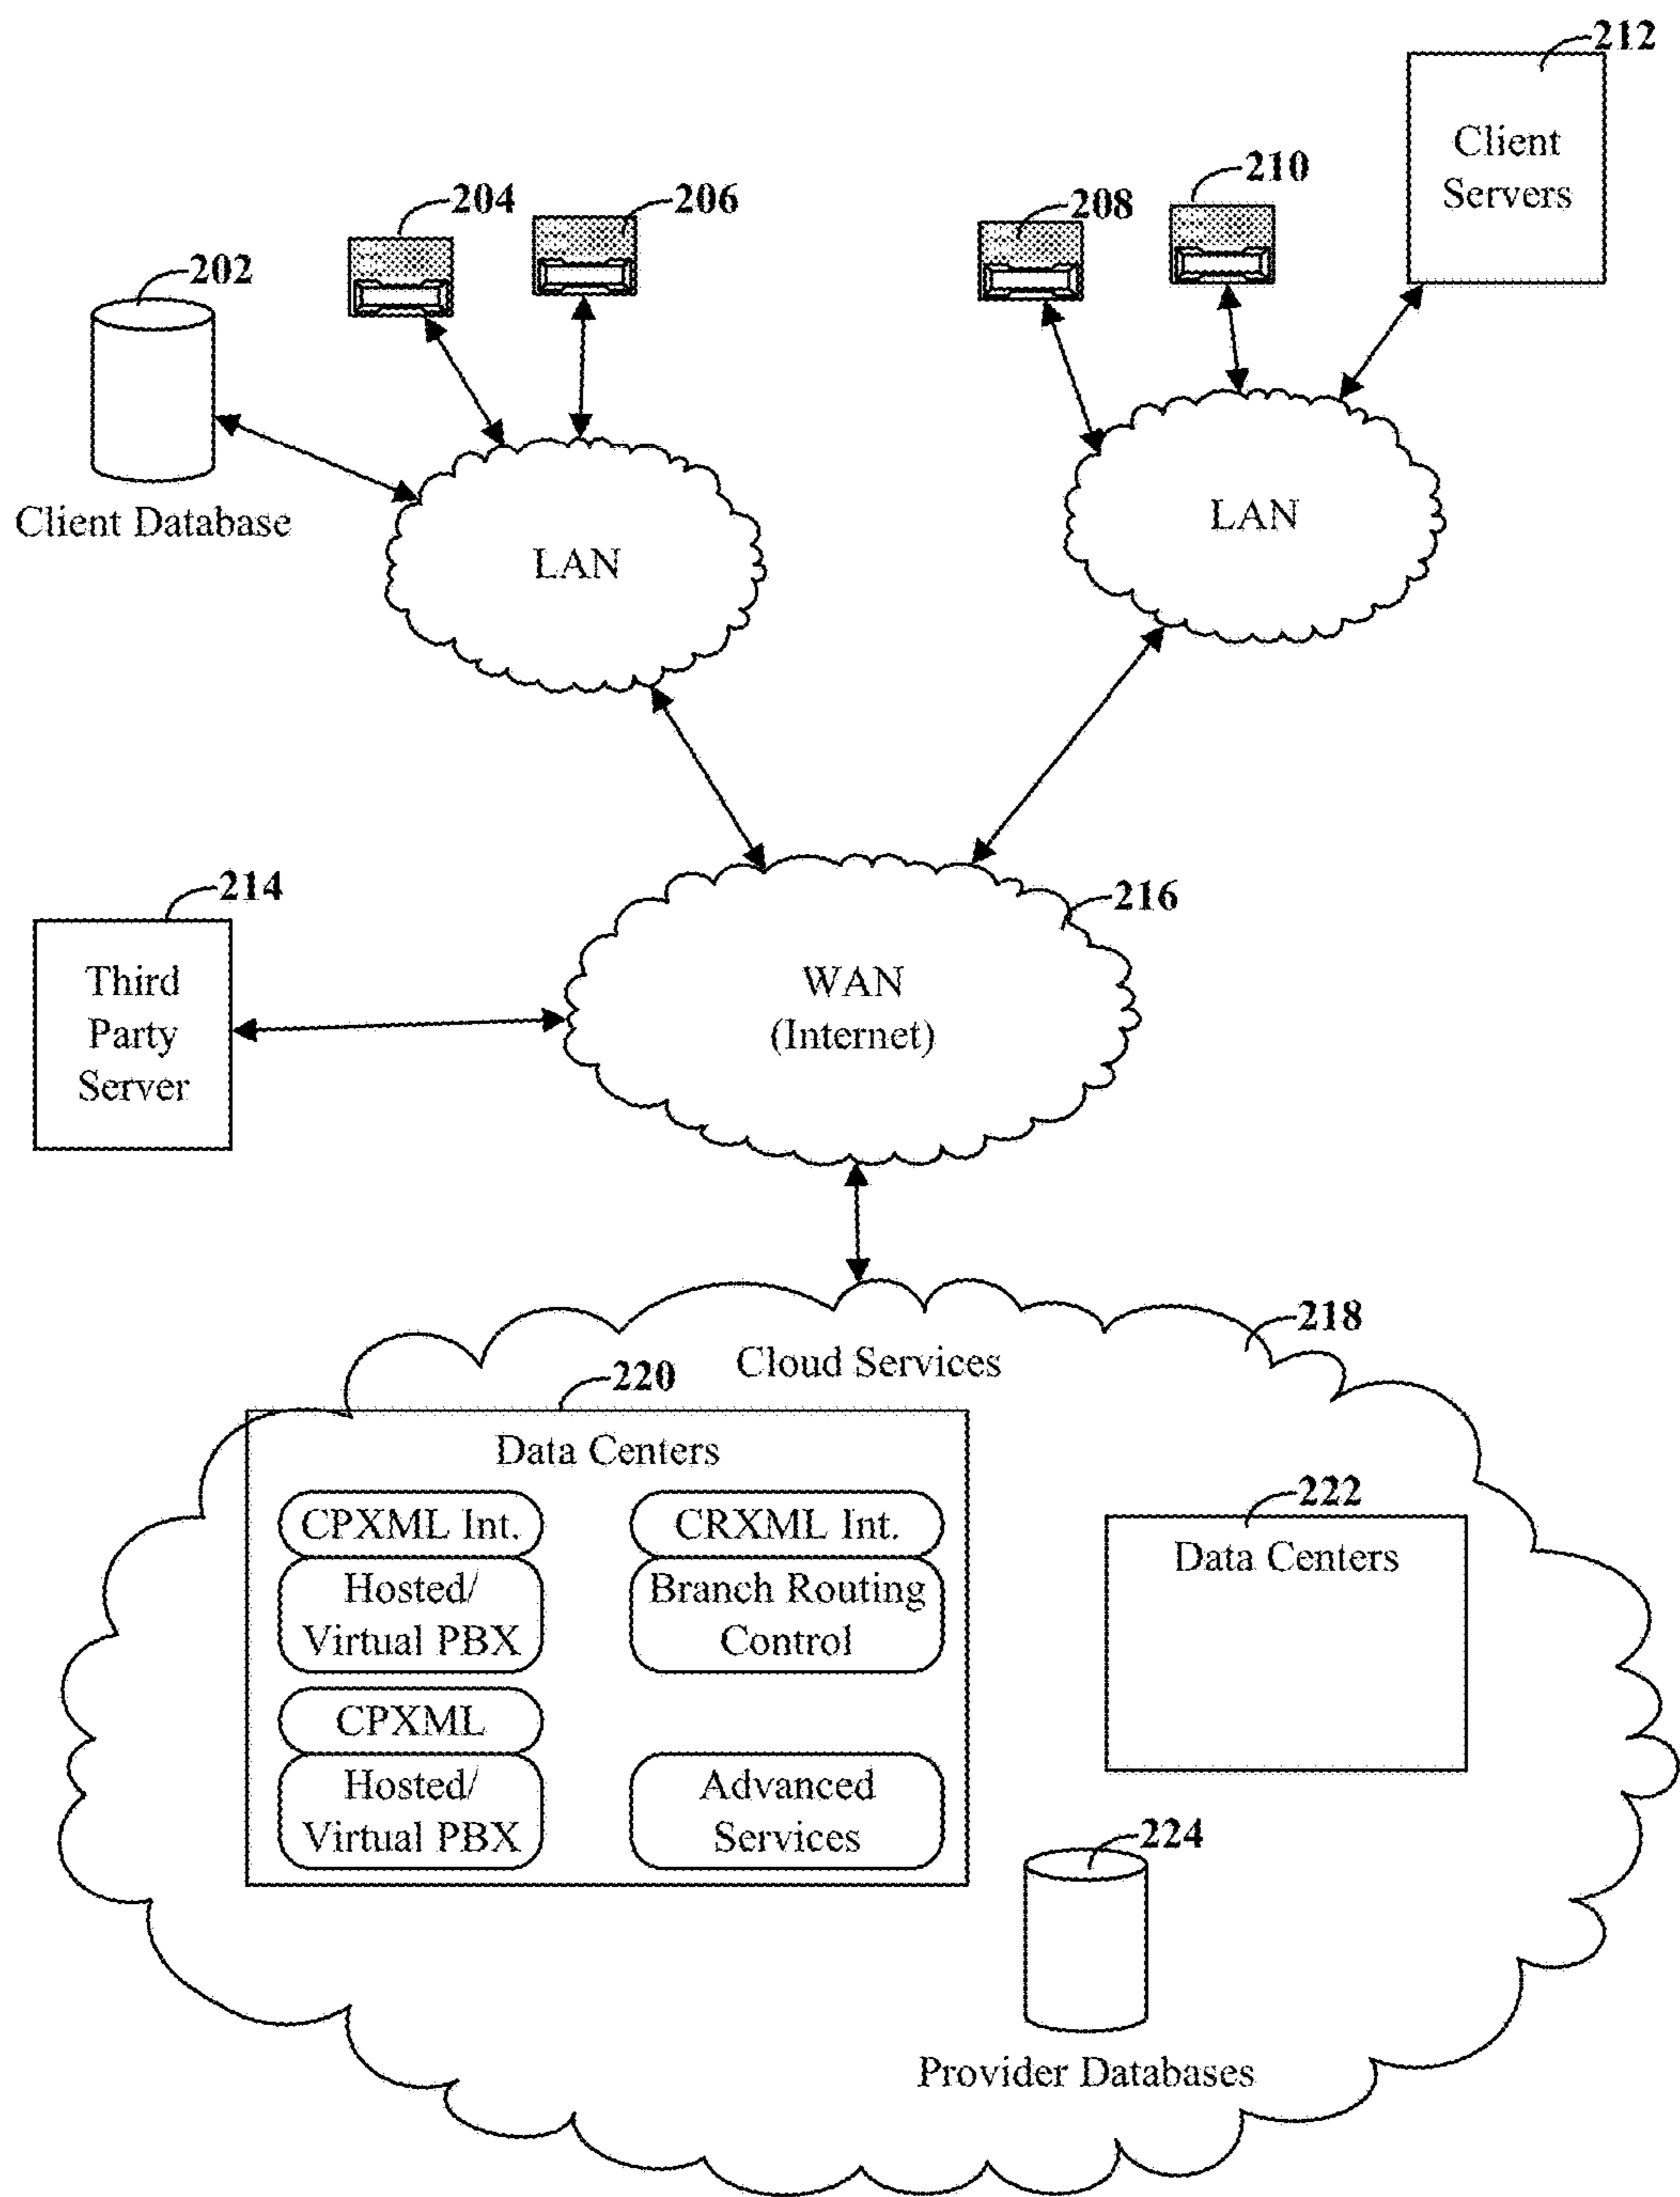 212
Client
Servers
204
206
208
210
202
Client Database
LAN
LAN
214
Third
Party
Server
216
WAN
(Internet)
218
Cloud Services
220
Data Centers
CPXML Int.
Hosted/
Virtual PBX
CRXML Int.
Branch Routing
Control
CPXML
Hosted/
Virtual PBX
Advanced
Services
222
Data Centers
224
Provider Databases